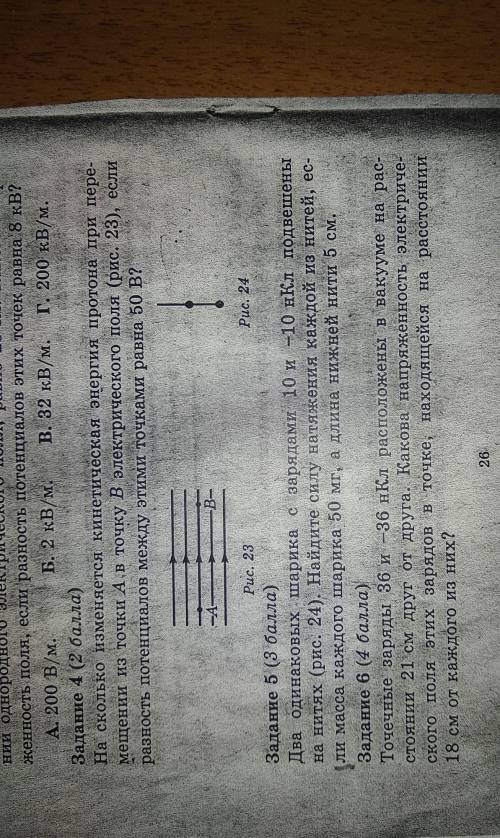 нии однородного электрического поля, равно
женность поля, если разность потенциалов этих точек равна 8 кВ?
А. 200 В/м. Б. 2 кВ/м. В. 32 кВ/м. Г. 200 кВ/м.
Задание 4 (2 балла)
На сколько изменяется кинетическая энергия протона при пере-
мещении из точки А в точку В электрического поля (рис. 23), если
разность потенциалов между этими точками равна 50 В?
А В
Рис. 23 Рис. 24
Задание 5 (3 балла)
Два одинаковых шарика с зарядами 10 и −10 нКл подвешены
на нитях (рис. 24). Найдите силу натяжения каждой из нитей, ес-
ли масса каждого шарика 50 мг, а длина нижней нити 5 см.
Задание 6 (4 балла)
Точечные заряды 36 и −36 нКл расположены в вакууме на рас-
стоянии 21 см друг от друга. Какова напряженность электриче-
ского поля этих зарядов в точке, находящейся на расстоянии
18 см от каждого из них?
26